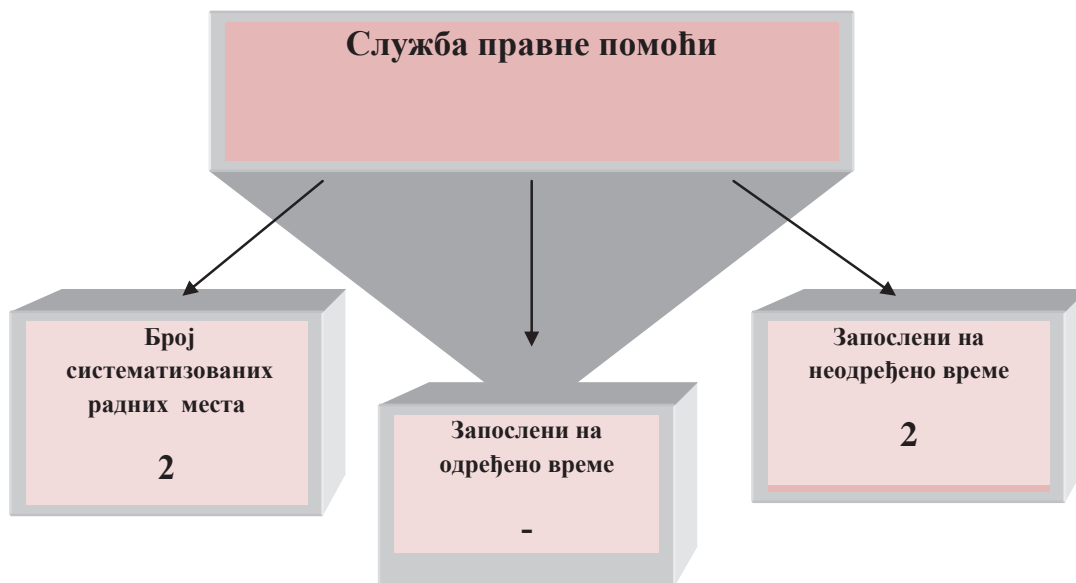 Служба правне помоћи
Број
систематизованих
радних места
2
Запослени на
одређено време
-
Запослени на
неодређено време
2